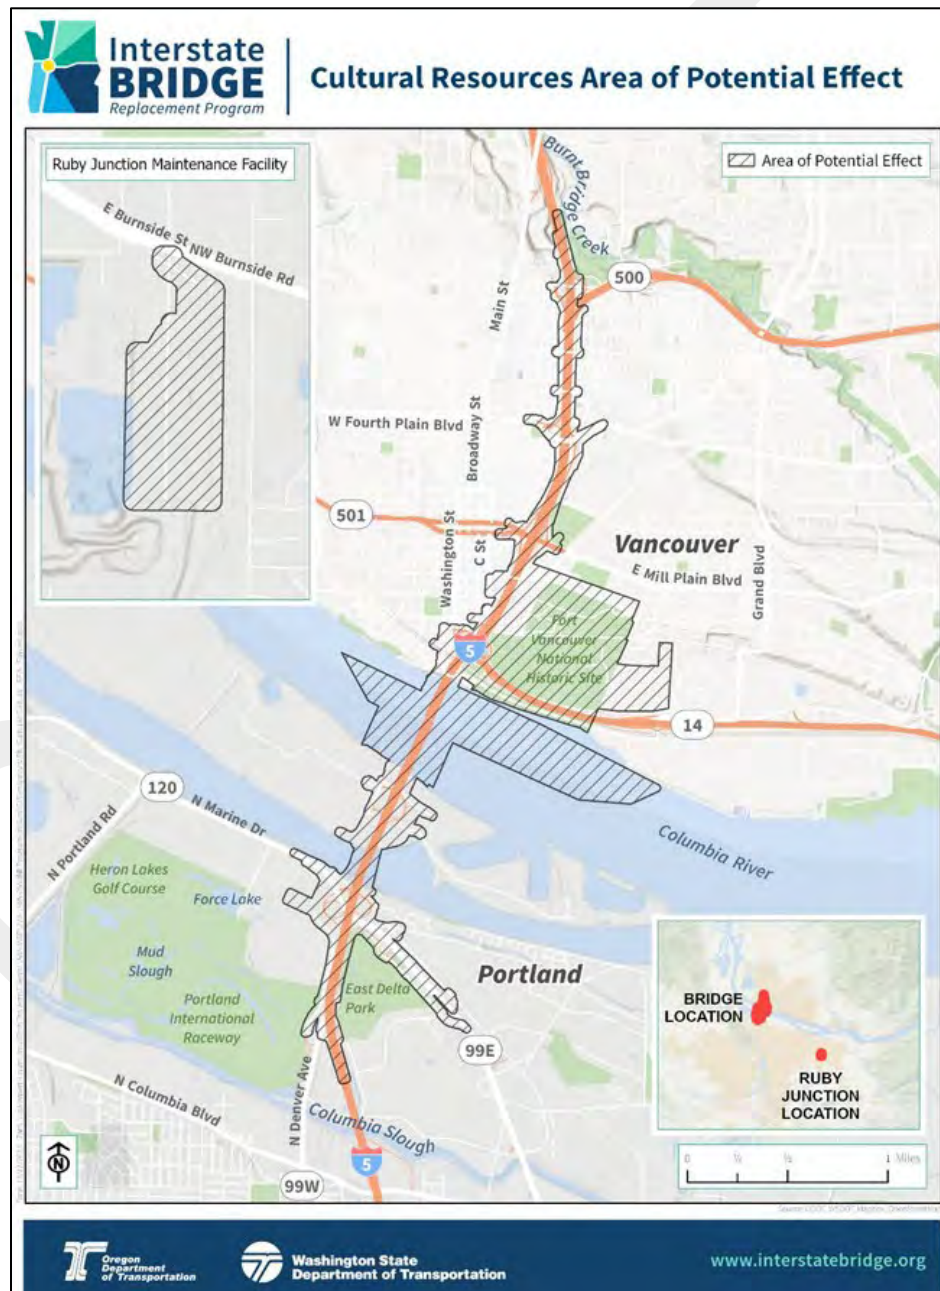 Interstate
BRIDGE
Replacement Program
Cultural Resources Area of Potential Effect
Ruby Junction Maintenance Facility
Area of Potential Effect
E Burnside St
NW Burnside Rd
Burnt Bridge
Creek
500
Main St
Broadway St
W Fourth Plain Blvd
501
Washington St
C St
Vancouver
E Mill Plain Blvd
Grand Blvd
Fort
Vancouver
National
Historic Site
5
14
120
N Marine Dr
N Portland Rd
Columbia
River
Heron Lakes
Golf Course
Force Lake
Mud
Slough
Portland
International
Raceway
Portland
East Delta
Park
99E
N Denver Ave
N Columbia Blvd
Columbia
Slough
5
99W
BRIDGE
LOCATION
RUBY
JUNCTION
LOCATION
N
0 ¼ ½ 1 Miles
Oregon
Department
of Transportation
Washington State
Department of Transportation
www.interstatebridge.org